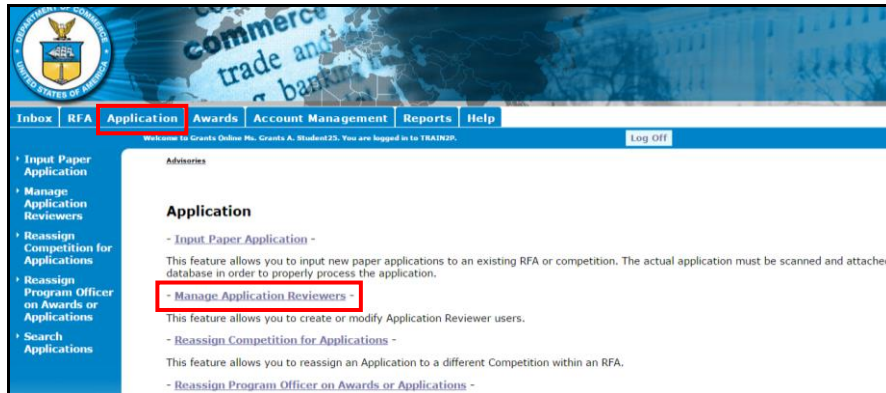 DEPARTMENT OF COMMERCE
UNITED STATES OF AMERICA
commerce
trade and
banking
Inbox RFA Application Awards Account Management Reports Help
Welcome to Grants Online Ms. Grants A. Student25. You are logged in to TRAIN2P.
Log Off
Input Paper
Application
Manage
Application
Reviewers
Reassign
Competition for
Applications
Reassign
Program Officer
on Awards or
Applications
Search
Applications
Advisories
Application
- Input Paper Application -
This feature allows you to input new paper applications to an existing RFA or competition. The actual application must be scanned and attache
database in order to properly process the application.
- Manage Application Reviewers -
This feature allows you to create or modify Application Reviewer users.
- Reassign Competition for Applications -
This feature allows you to reassign an Application to a different Competition within an RFA.
- Reassign Program Officer on Awards or Applications -